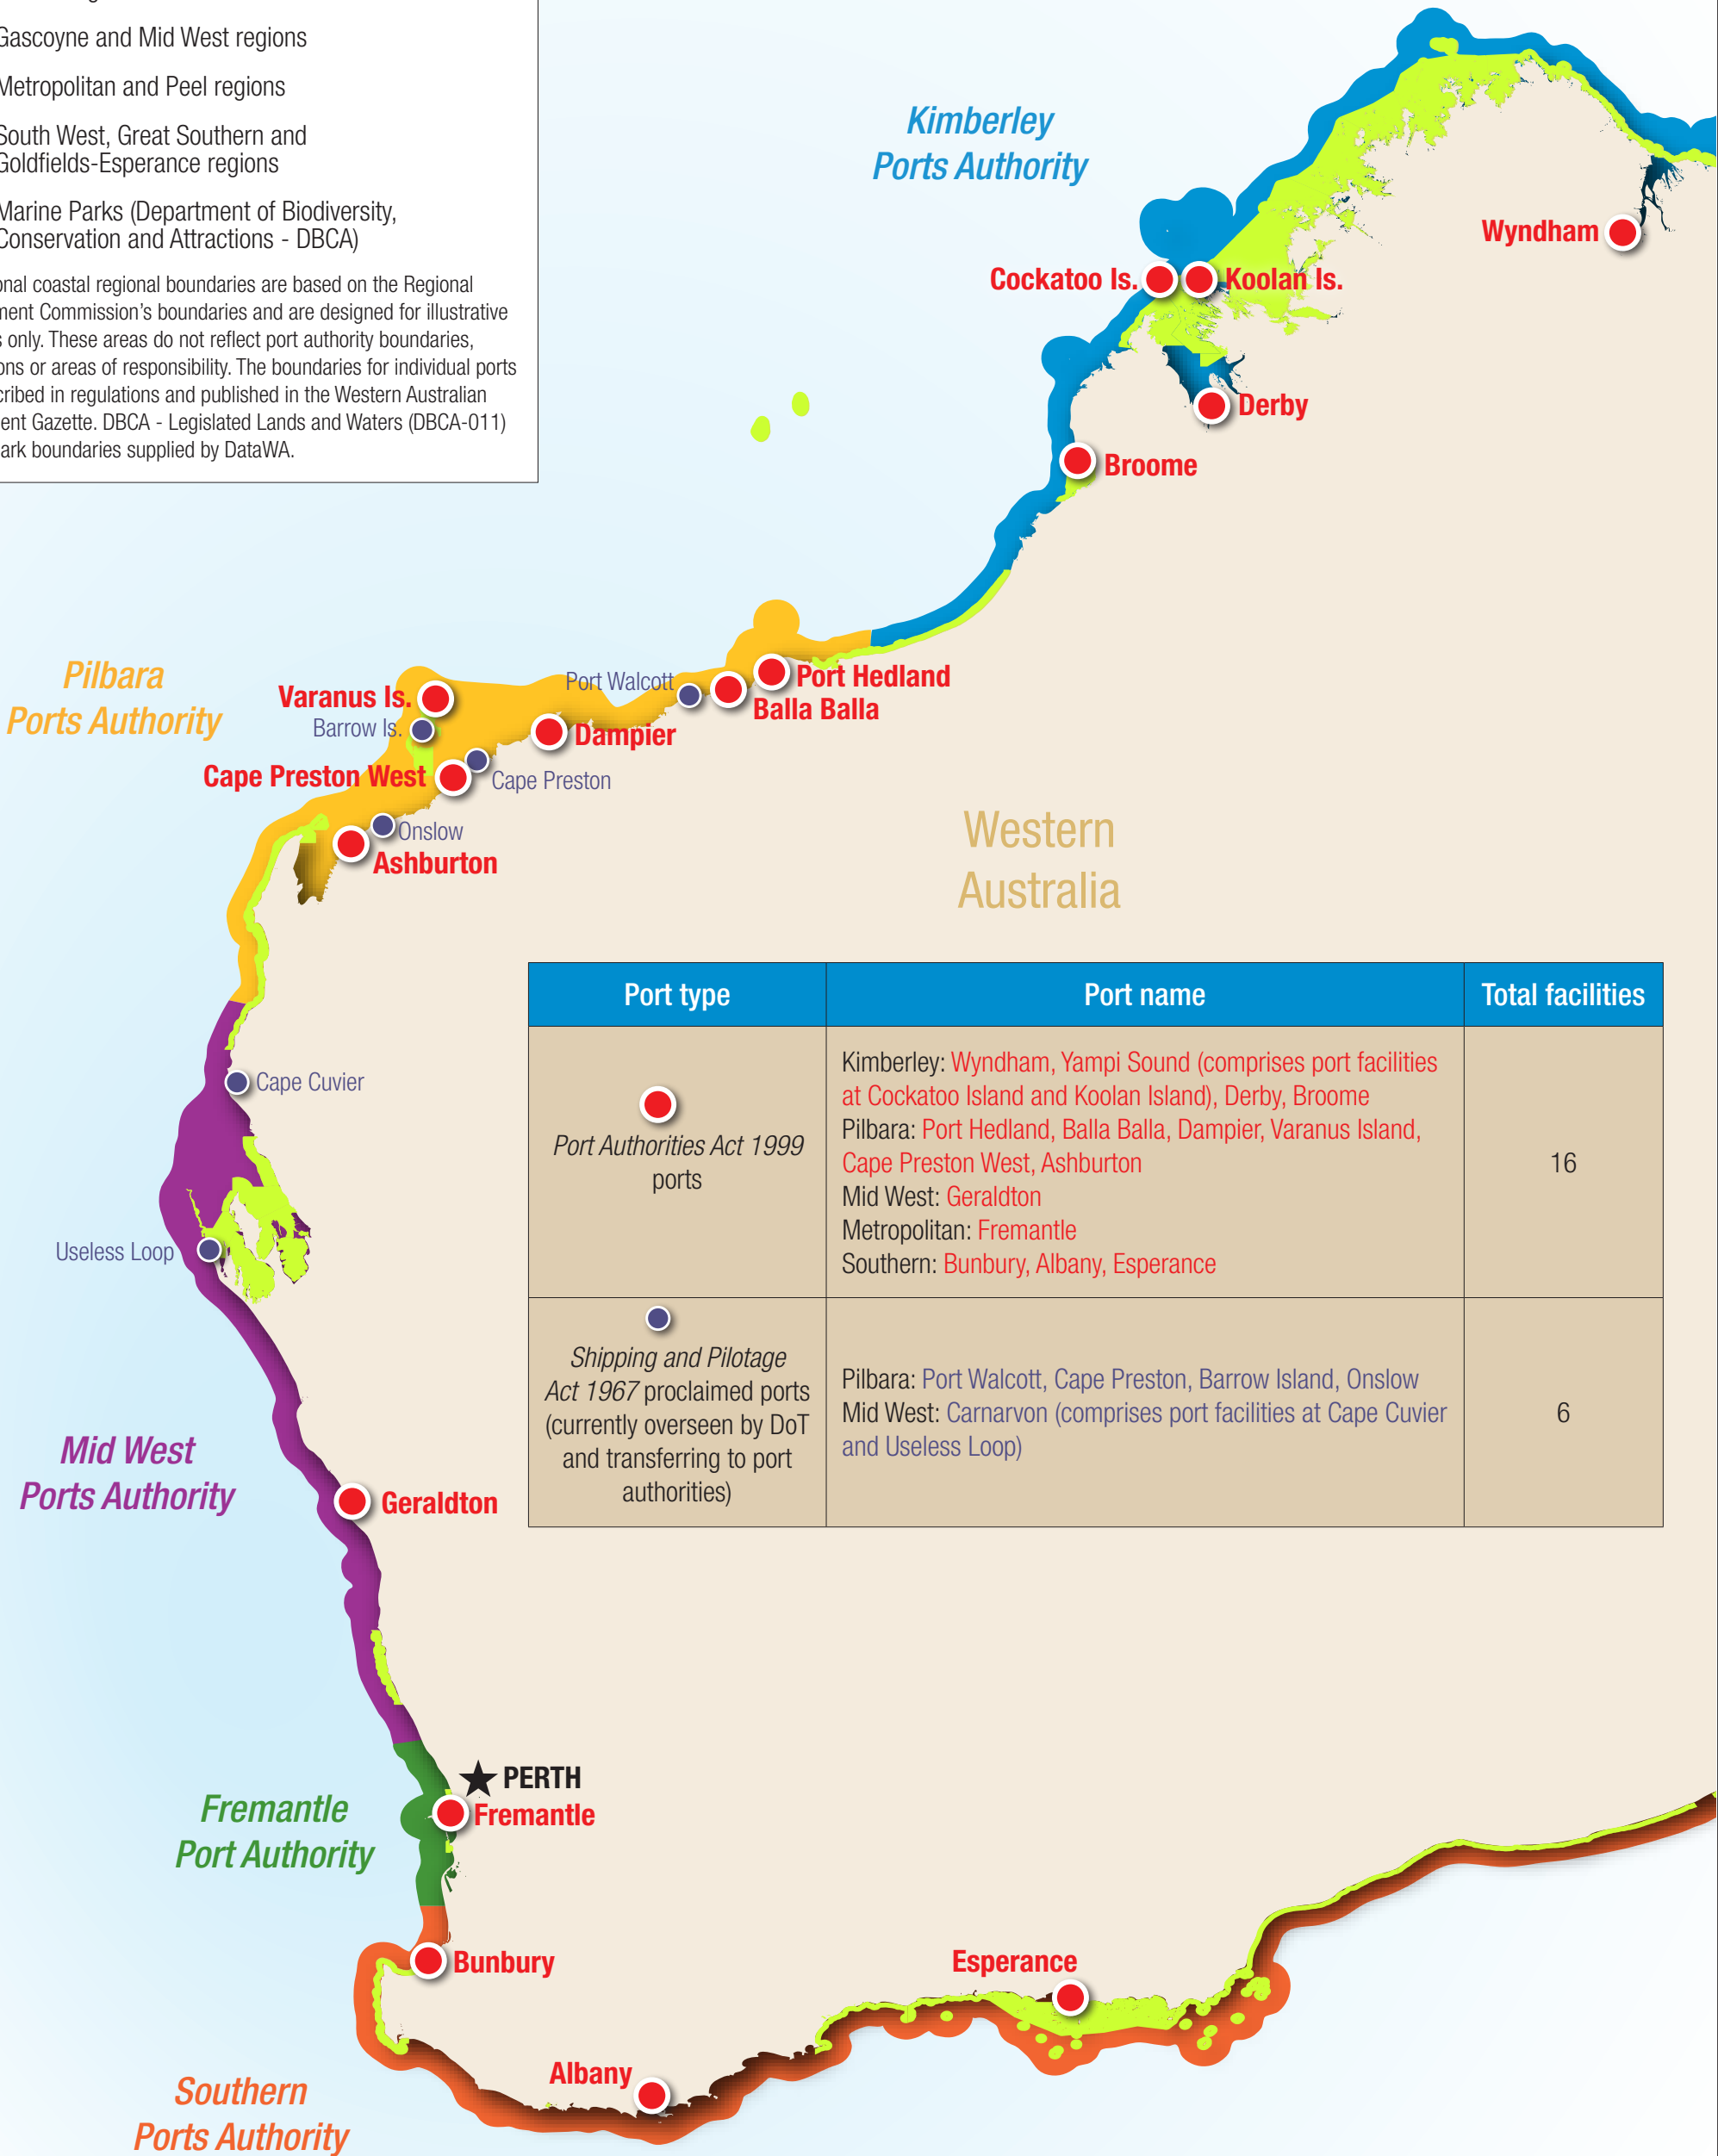 Gascoyne and Mid West regions
Metropolitan and Peel regions
South West, Great Southern and
Goldfields-Esperance regions
Marine Parks (Department of Biodiversity,
Conservation and Attractions - DBCA)
onal coastal regional boundaries are based on the Regional
ment Commission's boundaries and are designed for illustrative
s only. These areas do not reflect port authority boundaries,
ons or areas of responsibility. The boundaries for individual ports
cribed in regulations and published in the Western Australian
ent Gazette. DBCA - Legislated Lands and Waters (DBCA-011)
ark boundaries supplied by DataWA.
Kimberley
Ports Authority
Wyndham
Cockatoo Is.
Koolan Is.
Derby
Broome
Pilbara
Ports Authority
Port Walcott
Port Hedland
Balla Balla
Varanus Is.
Barrow Is.
Dampier
Cape Preston West
Cape Preston
Onslow
Ashburton
Western
Australia
Port type
Port name
Total facilities
Port Authorities Act 1999
ports
Kimberley: Wyndham, Yampi Sound (comprises port facilities
at Cockatoo Island and Koolan Island), Derby, Broome
Pilbara: Port Hedland, Balla Balla, Dampier, Varanus Island,
Cape Preston West, Ashburton
Mid West: Geraldton
Metropolitan: Fremantle
Southern: Bunbury, Albany, Esperance
16
Shipping and Pilotage
Act 1967 proclaimed ports
(currently overseen by DoT
and transferring to port
authorities)
Pilbara: Port Walcott, Cape Preston, Barrow Island, Onslow
Mid West: Carnarvon (comprises port facilities at Cape Cuvier
and Useless Loop)
6
Cape Cuvier
Useless Loop
Mid West
Ports Authority
Geraldton
PERTH
Fremantle
Fremantle
Port Authority
Bunbury
Esperance
Albany
Southern
Ports Authority